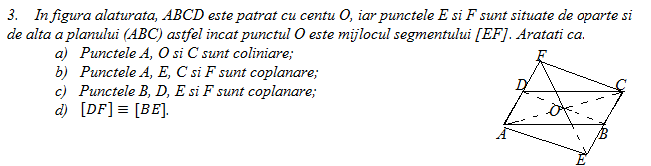 3. In figura alaturata, ABCD este patrat cu centu O, iar punctele E si F sunt situate de oparte si
de alta a planului (ABC) astfel incat punctul O este mijlocul segmentului [EF]. Aratati ca.
a) Punctele A, O si C sunt coliniare;
b) Punctele A, E, C si F sunt coplanare;
c) Punctele B, D, E si F sunt coplanare;
d) [DF] ≡ [BE].
F
D
C
O
A
B
E